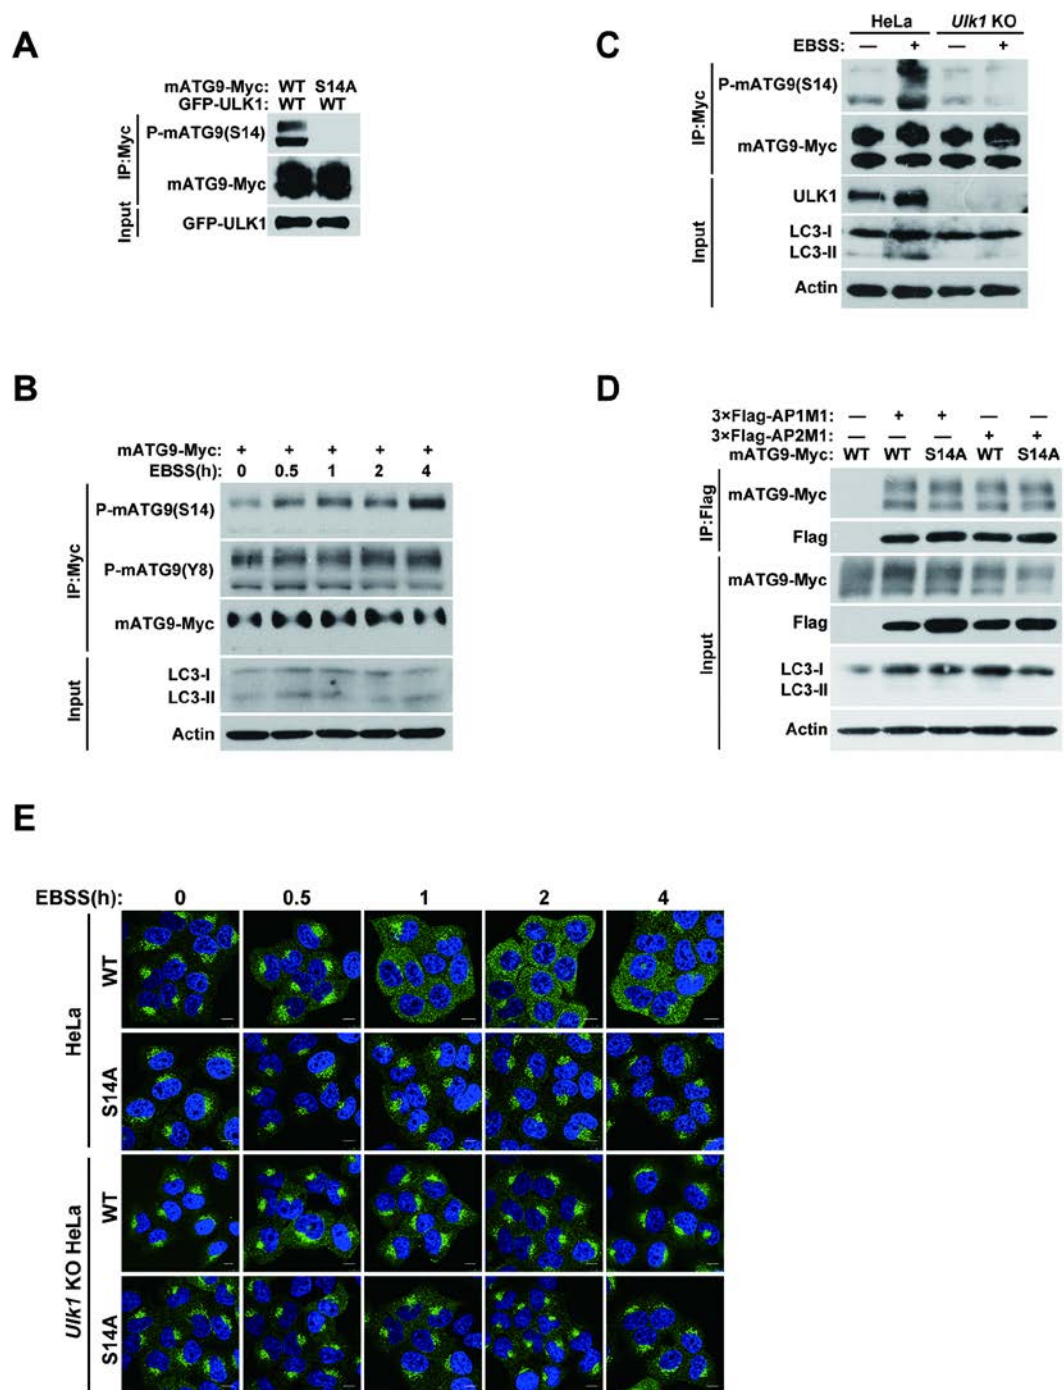 A
mATG9-Myc: WT S14A
GFP-ULK1: WT WT
IP:Myc
P-mATG9(S14)
mATG9-Myc
Input
GFP-ULK1
C
HeLa Ulk1 KO
EBSS: — + — +
IP:Myc
P-mATG9(S14)
mATG9-Myc
Input
ULK1
LC3-I
LC3-II
Actin
B
mATG9-Myc: + + + + +
EBSS(h): 0 0.5 1 2 4
IP:Myc
P-mATG9(S14)
P-mATG9(Y8)
mATG9-Myc
Input
LC3-I
LC3-II
Actin
D
3×Flag-AP1M1: — + + — —
3×Flag-AP2M1: — — — + +
mATG9-Myc: WT WT S14A WT S14A
IP:Flag
mATG9-Myc
Flag
Input
mATG9-Myc
Flag
LC3-I
LC3-II
Actin
E
EBSS(h): 0 0.5 1 2 4
HeLa
WT
S14A
Ulk1 KO HeLa
WT
S14A